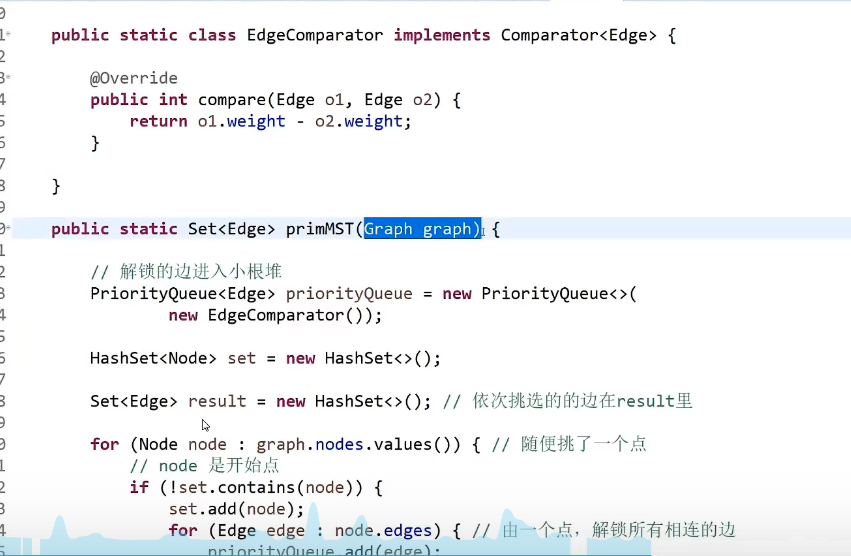 public static class EdgeComparator implements Comparator<Edge> {
@Override
public int compare(Edge o1, Edge o2) {
return o1.weight - o2.weight;
}
}
public static Set<Edge> primMST(Graph graph) {
// 解锁的边进入小根堆
PriorityQueue<Edge> priorityQueue = new PriorityQueue<>(
new EdgeComparator());
HashSet<Node> set = new HashSet<>();
Set<Edge> result = new HashSet<>(); // 依次挑选的的边在result里
for (Node node : graph.nodes.values()) { // 随便挑了一个点
// node 是开始点
if (!set.contains(node)) {
set.add(node);
for (Edge edge : node.edges) { // 由一个点，解锁所有相连的边
priorityQueue.add(edge);